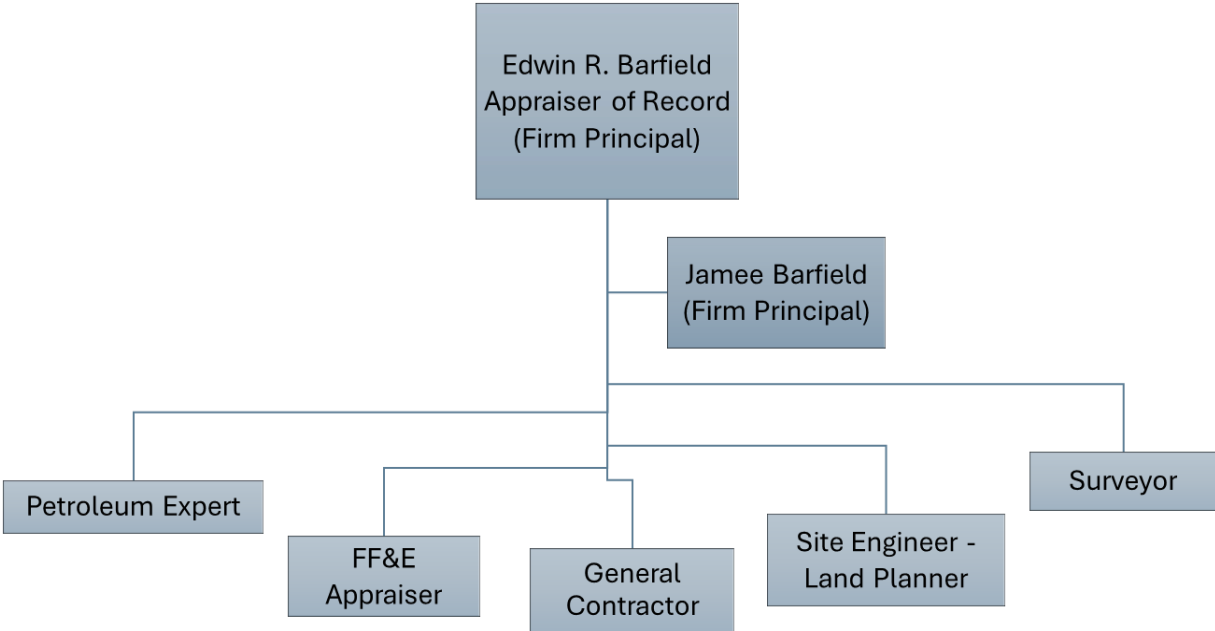 Edwin R. Barfield
Appraiser of Record
(Firm Principal)
Jamee Barfield
(Firm Principal)
Petroleum Expert
FF&E
Appraiser
General
Contractor
Site Engineer -
Land Planner
Surveyor